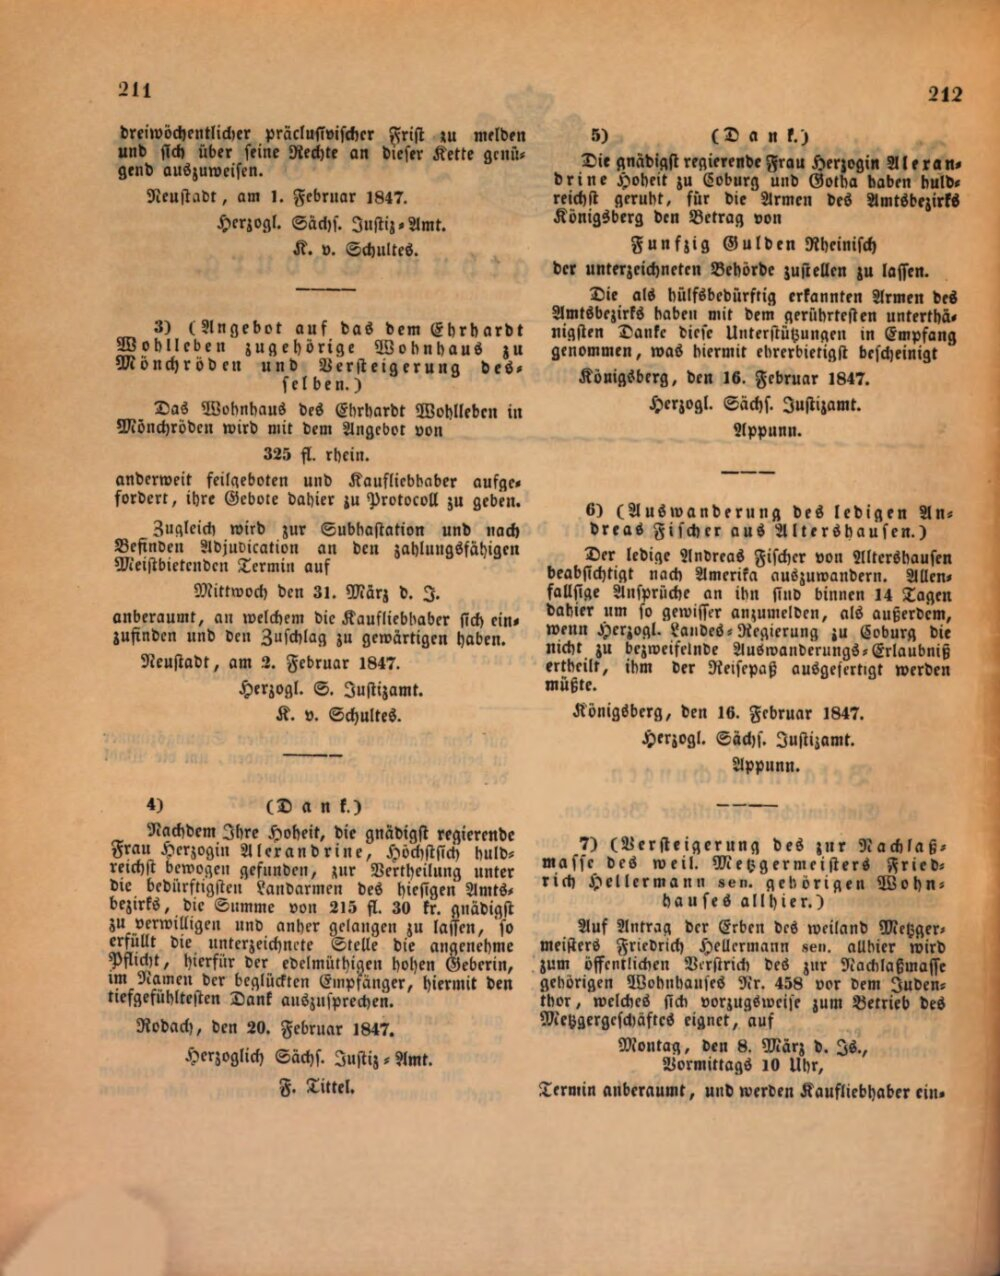 211
dreiwöchentlicher präclusivischer Frist zu melden
und sich über seine Rechte an dieser Kette genü-
gend auszuweisen.
Neustadt, am 1. Februar 1847.
Herzogl. Sächs. Justiz-Amt.
K. v. Schultes.
3) (Angebot auf das dem Ehrhardt
Wohlleben zugehörige Wohnhaus zu
Mönchröden und Versteigerung des-
selben.)
Das Wohnhaus des Ehrhardt Wohlleben in
Mönchröden wird mit dem Angebot von
325 fl. rhein.
anderweit feilgeboten und Kaufliebhaber aufge-
fordert, ihre Gebote dahier zu Protocoll zu geben.
Zugleich wird zur Subhastation und nach
Befinden Adjudication an den zahlungsfähigen
Meistbietenden Termin auf
Mittwoch den 31. März d. J.
anberaumt, an welchem die Kaufliebhaber sich ein-
zufinden und den Zuschlag zu gewärtigen haben.
Neustadt, am 2. Februar 1847.
Herzogl. S. Justizamt.
K. v. Schultes.
4) (Dank.)
Nachdem Ihre Hoheit, die gnädigst regierende
Frau Herzogin Alexandrine, Höchstsich huld-
reichst bewogen gefunden, zur Vertheilung unter
die bedürftigsten Landarmen des hiesigen Amts-
bezirks, die Summe von 215 fl. 30 kr. gnädigst
zu verwilligen und anher gelangen zu lassen, so
erfüllt die unterzeichnete Stelle die angenehme
Pflicht, hierfür der edelmüthigen hohen Geberin,
im Namen der beglückten Empfänger, hiermit den
tiefgefühltesten Dank auszusprechen.
Rodach, den 20. Februar 1847.
Herzoglich Sächs. Justiz-Amt.
F. Tittel.
212
5) (Dank.)
Die gnädigst regierende Frau Herzogin Alexan-
drine Hoheit zu Coburg und Gotha haben huld-
reichst geruht, für die Armen des Amtsbezirks
Königsberg den Betrag von
Funfzig Gulden Rheinisch
der unterzeichneten Behörde zustellen zu lassen.
Die als hülfsbedürftig erkannten Armen des
Amtsbezirks haben mit dem gerührtesten unterthä-
nigsten Danke diese Unterstützungen in Empfang
genommen, was hiermit ehrerbietigst bescheinigt
Königsberg, den 16. Februar 1847.
Herzogl. Sächs. Justizamt.
Appunn.
6) (Auswanderung des ledigen An-
dreas Fischer aus Altershausen.)
Der ledige Andreas Fischer von Altershausen
beabsichtigt nach Amerika auszuwandern. Allen-
fallsige Ansprüche an ihn sind binnen 14 Tagen
dahier um so gewisser anzumelden, als außerdem,
wenn Herzogl. Landes-Regierung zu Coburg die
nicht zu bezweifelnde Auswanderungs-Erlaubniß
ertheilt, ihm der Reisepaß ausgefertigt werden
müßte.
Königsberg, den 16. Februar 1847.
Herzogl. Sächs. Justizamt.
Appunn.
7) (Versteigerung des zur Nachlaß-
masse des weil. Metzgermeisters Fried-
rich Hellermann sen. gehörigen Wohn-
hauses allhier.)
Auf Antrag der Erben des weiland Metzger-
meisters Friedrich Hellermann sen. allhier wird
zum öffentlichen Verstrich des zur Nachlaßmasse
gehörigen Wohnhauses Nr. 458 vor dem Juden-
thor, welches sich vorzugsweise zum Betrieb des
Metzgergeschäftes eignet, auf
Montag, den 8. März d. Js.,
Vormittags 10 Uhr,
Termin anberaumt, und werden Kaufliebhaber ein-